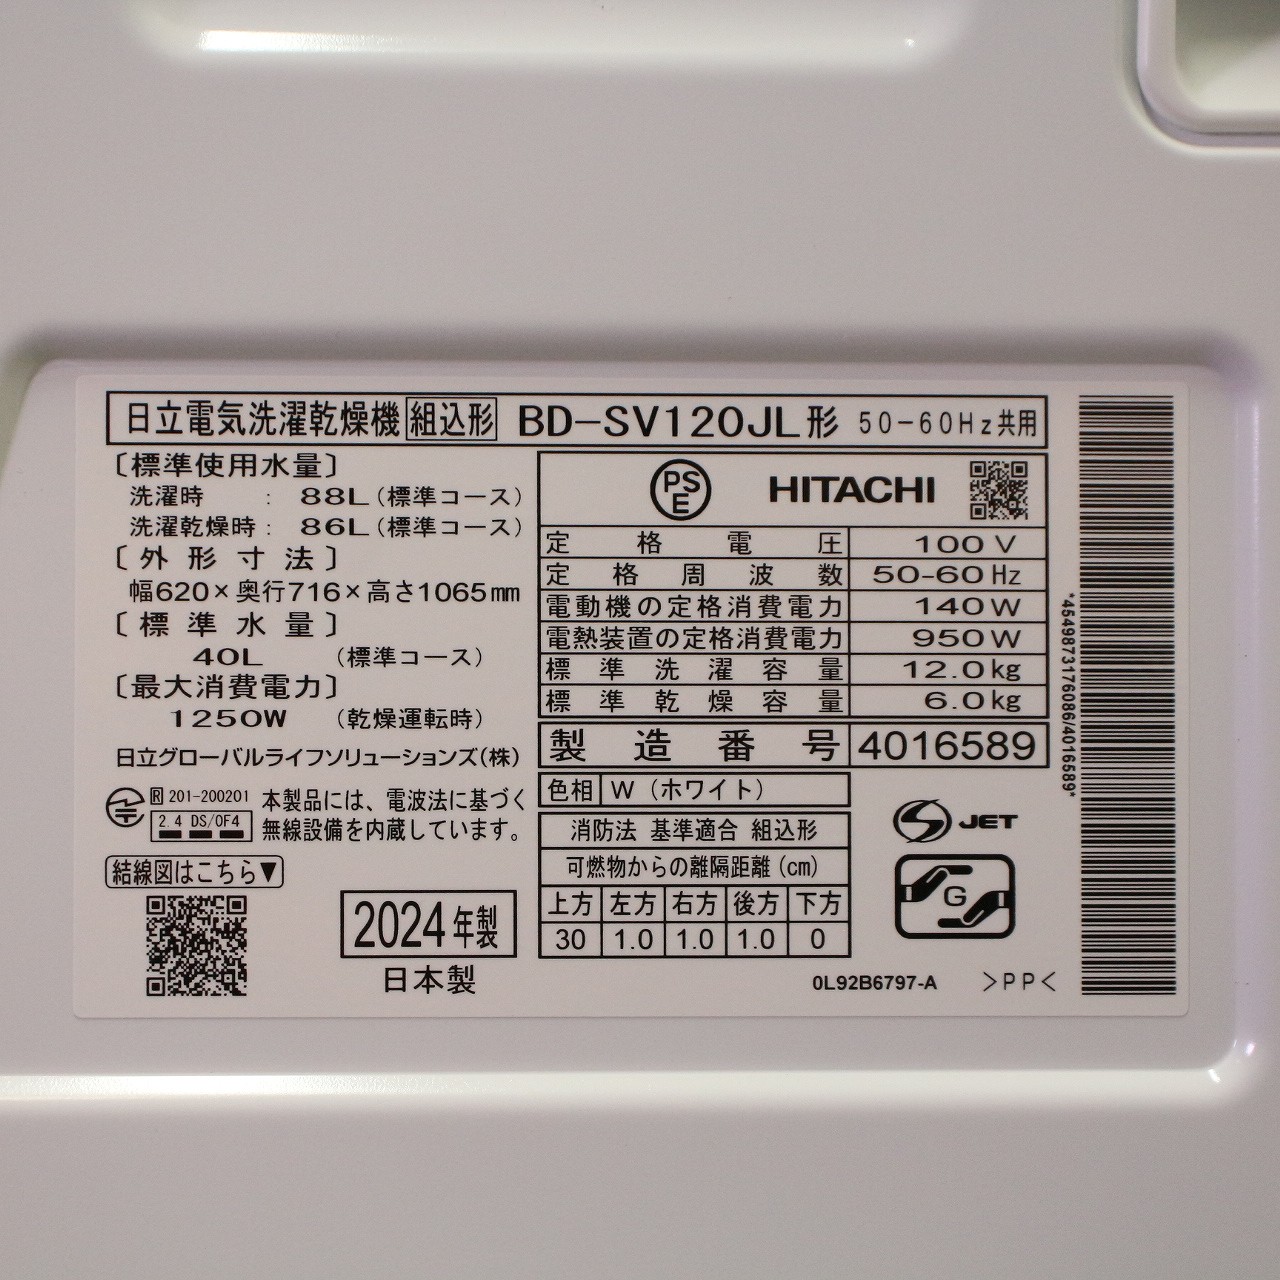 日立電気洗濯乾燥機 組込形 BD-SV120JL形 50-60Hz共用
〔標準使用水量〕
洗濯時 : 88L(標準コース)
洗濯乾燥時: 86L(標準コース)
〔外形寸法〕
幅620×奥行716×高さ1065mm
〔標準水量〕
40L (標準コース)
〔最大消費電力〕
1250W (乾燥運転時)
日立グローバルライフソリューションズ(株)
R 201-200201
2.4 DS/OF4
本製品には、電波法に基づく
無線設備を内蔵しています。
結線図はこちら▼
2024年製
日本製
PSE HITACHI
定格電圧 100V
定格周波数 50-60Hz
電動機の定格消費電力 140W
電熱装置の定格消費電力 950W
標準洗濯容量 12.0kg
標準乾燥容量 6.0kg
製造番号 4016589
色相 W(ホワイト)
消防法 基準適合 組込形
可燃物からの離隔距離(cm)
上方 左方 右方 後方 下方
30 1.0 1.0 1.0 0
S JET
G
0L92B6797-A >PP<
*4549873176086/4016589*